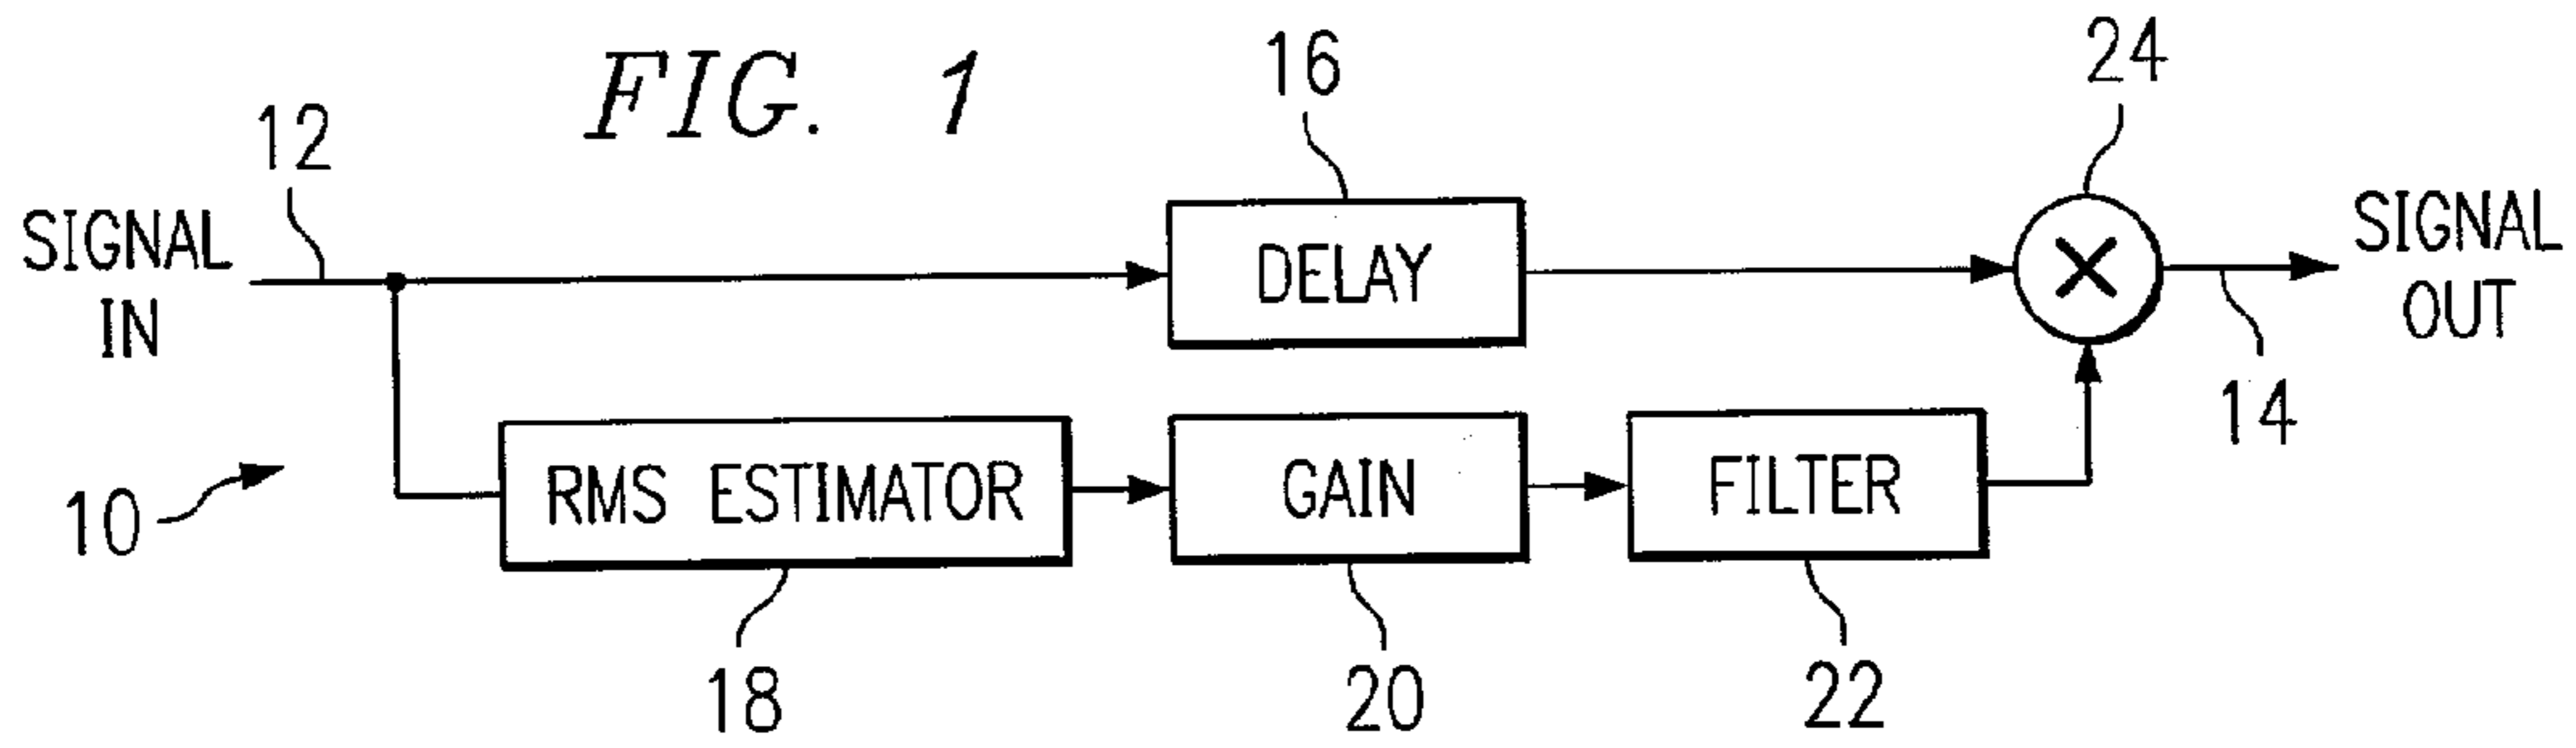 FIG. 1
12
16
24
SIGNAL
IN
DELAY
SIGNAL
OUT
10
RMS ESTIMATOR
GAIN
FILTER
14
18
20
22